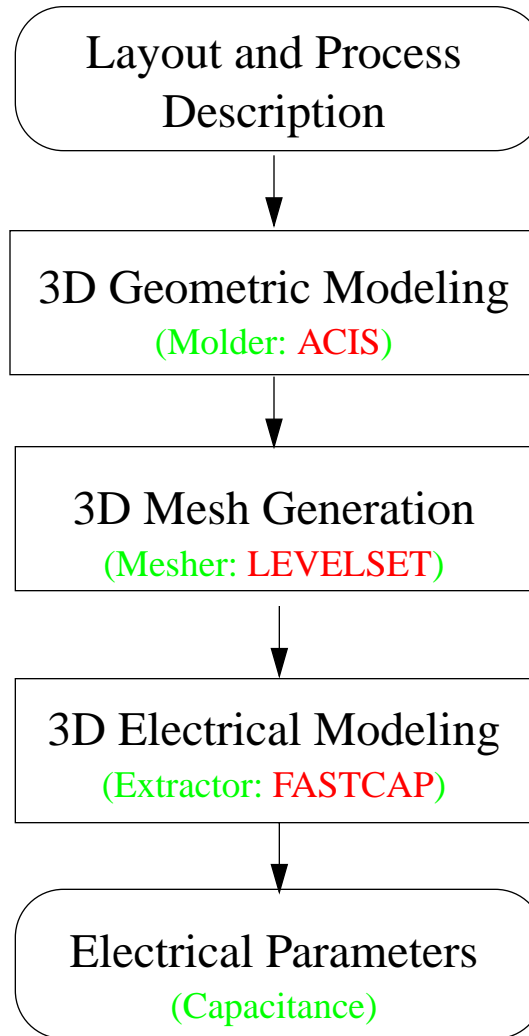 Layout and Process
Description
3D Geometric Modeling
(Molder: ACIS)
3D Mesh Generation
(Mesher: LEVELSET)
3D Electrical Modeling
(Extractor: FASTCAP)
Electrical Parameters
(Capacitance)